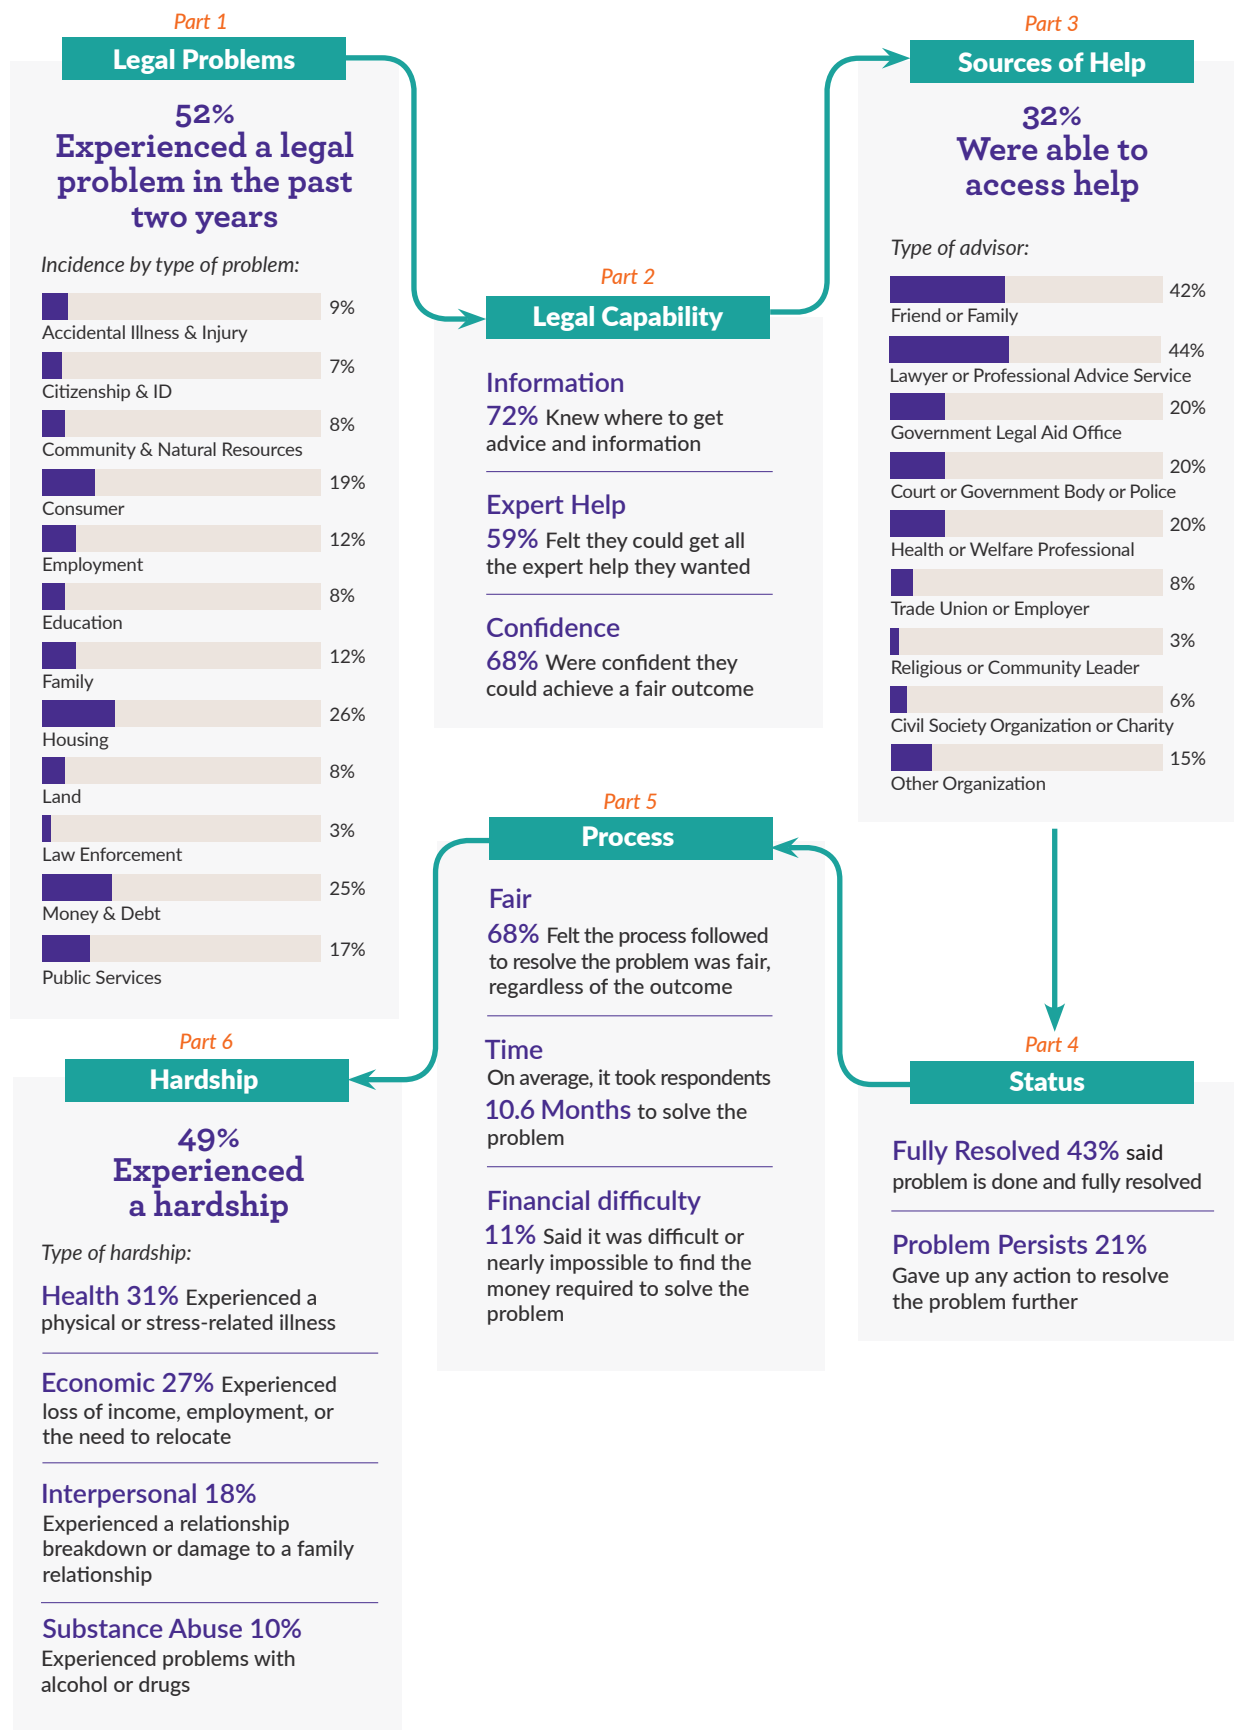 Part 1
Legal Problems
52%
Experienced a legal
problem in the past
two years
Incidence by type of problem:
9%
Accidental Illness & Injury
7%
Citizenship & ID
8%
Community & Natural Resources
19%
Consumer
12%
Employment
8%
Education
12%
Family
26%
Housing
8%
Land
3%
Law Enforcement
25%
Money & Debt
17%
Public Services
Part 2
Legal Capability
Information
72% Knew where to get
advice and information
Expert Help
59% Felt they could get all
the expert help they wanted
Confidence
68% Were confident they
could achieve a fair outcome
Part 3
Sources of Help
32%
Were able to
access help
Type of advisor:
42%
Friend or Family
44%
Lawyer or Professional Advice Service
20%
Government Legal Aid Office
20%
Court or Government Body or Police
20%
Health or Welfare Professional
8%
Trade Union or Employer
3%
Religious or Community Leader
6%
Civil Society Organization or Charity
15%
Other Organization
Part 4
Status
Fully Resolved 43% said
problem is done and fully resolved
Problem Persists 21%
Gave up any action to resolve
the problem further
Part 5
Process
Fair
68% Felt the process followed
to resolve the problem was fair,
regardless of the outcome
Time
On average, it took respondents
10.6 Months to solve the
problem
Financial difficulty
11% Said it was difficult or
nearly impossible to find the
money required to solve the
problem
Part 6
Hardship
49%
Experienced
a hardship
Type of hardship:
Health 31% Experienced a
physical or stress-related illness
Economic 27% Experienced
loss of income, employment, or
the need to relocate
Interpersonal 18%
Experienced a relationship
breakdown or damage to a family
relationship
Substance Abuse 10%
Experienced problems with
alcohol or drugs